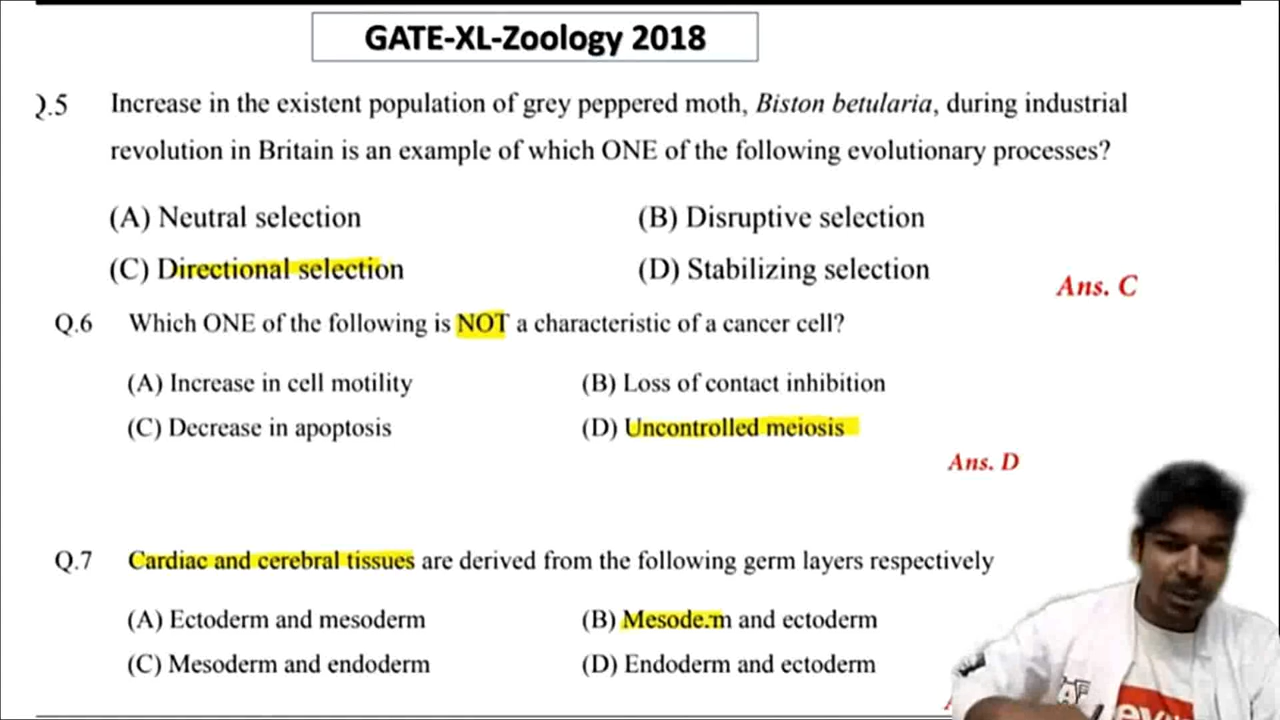 GATE-XL-Zoology 2018
Q.5 Increase in the existent population of grey peppered moth, Biston betularia, during industrial
revolution in Britain is an example of which ONE of the following evolutionary processes?
(A) Neutral selection (B) Disruptive selection
(C) Directional selection (D) Stabilizing selection
Ans. C
Q.6 Which ONE of the following is NOT a characteristic of a cancer cell?
(A) Increase in cell motility (B) Loss of contact inhibition
(C) Decrease in apoptosis (D) Uncontrolled meiosis
Ans. D
Q.7 Cardiac and cerebral tissues are derived from the following germ layers respectively
(A) Ectoderm and mesoderm (B) Mesoderm and ectoderm
(C) Mesoderm and endoderm (D) Endoderm and ectoderm